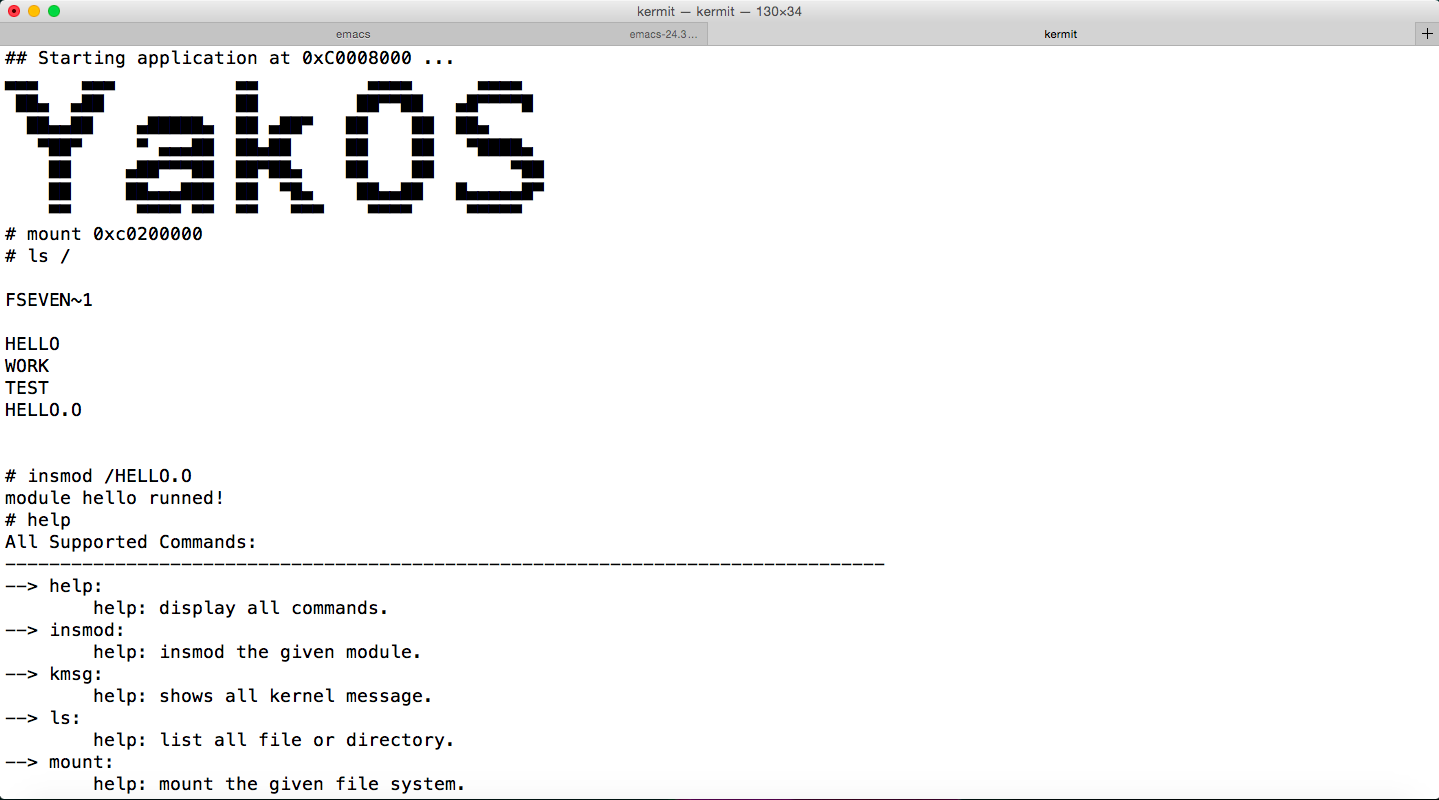 kermit — kermit — 130×34
emacs
emacs-24.3...
kermit
+
## Starting application at 0xC0008000 ...
YakOS
# mount 0xc0200000
# ls /
FSEVEN~1
HELLO
WORK
TEST
HELLO.O
# insmod /HELLO.O
module hello runned!
# help
All Supported Commands:
--------------------------------------------------------------------------------
--> help:
help: display all commands.
--> insmod:
help: insmod the given module.
--> kmsg:
help: shows all kernel message.
--> ls:
help: list all file or directory.
--> mount:
help: mount the given file system.